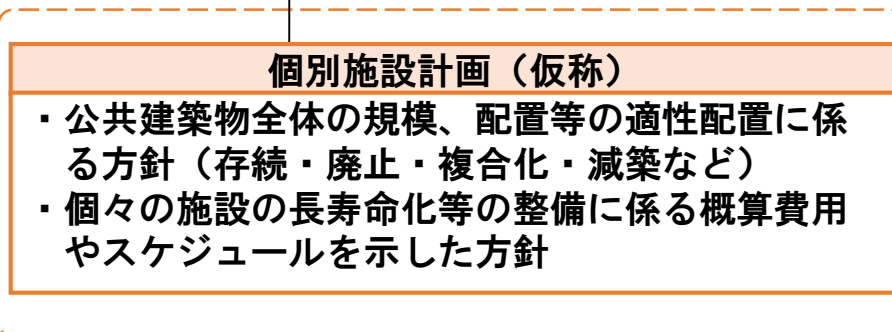 個別施設計画（仮称）
・公共建築物全体の規模、配置等の適性配置に係
る方針（存続・廃止・複合化・減築など）
・個々の施設の長寿命化等の整備に係る概算費用
やスケジュールを示した方針